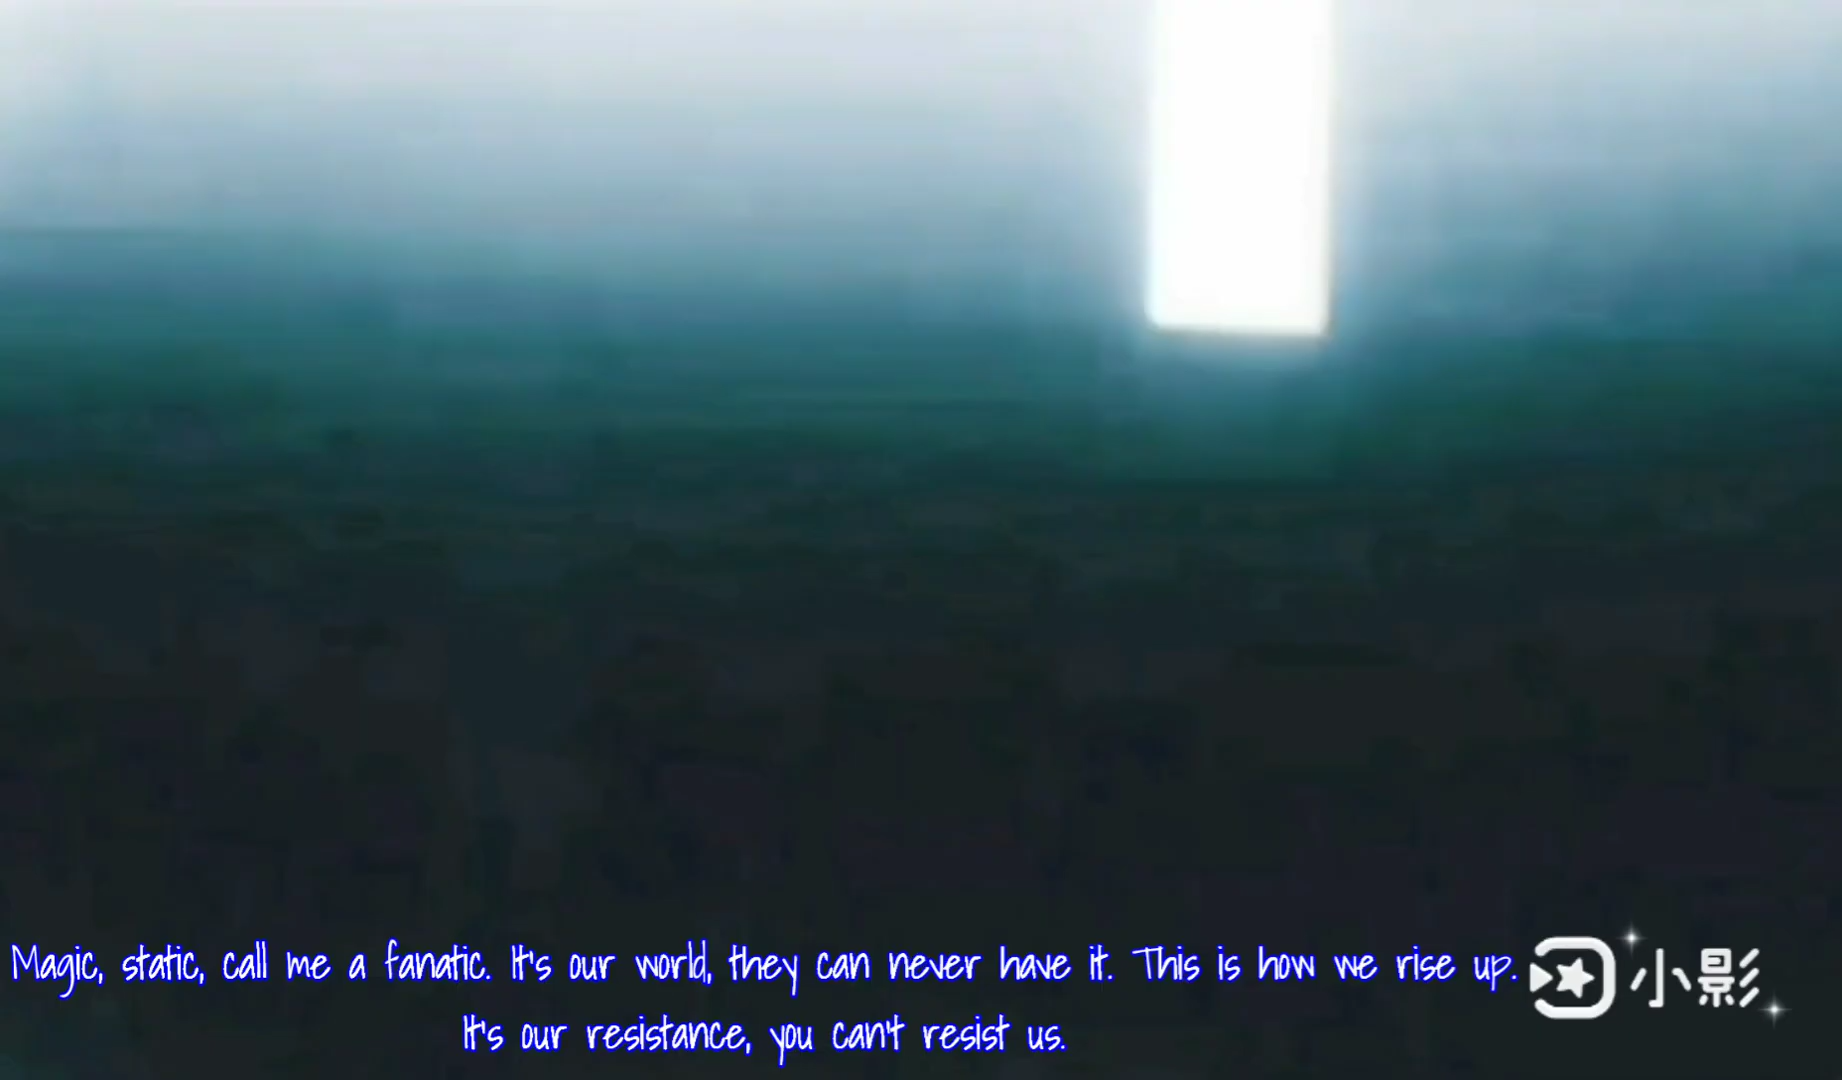 Magic, static, call me a fanatic. It's our world, they can never have it. This is how we rise up.
It's our resistance, you can't resist us.
小影